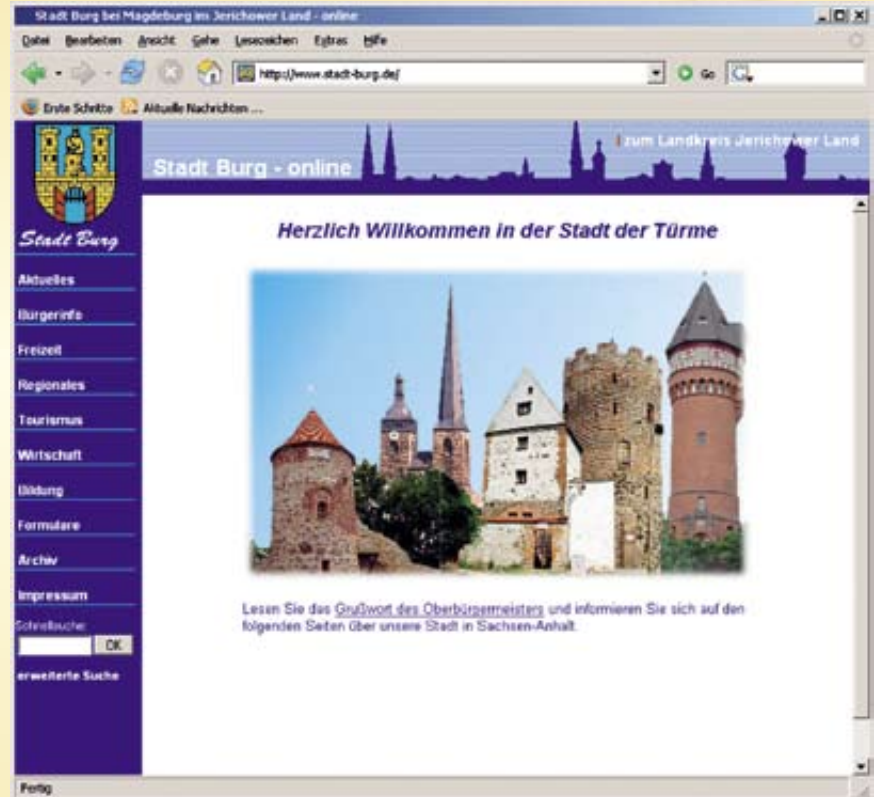 Stadt Burg bei Magdeburg im Jerichower Land - online
Datei Bearbeiten Ansicht Gehe Lesezeichen Extras Hilfe
http://www.stadt-burg.de/
Go
Erste Schritte Aktuelle Nachrichten ...
zum Landkreis Jerichower Land
Stadt Burg - online
Stadt Burg
Aktuelles
Bürgerinfo
Freizeit
Regionales
Tourismus
Wirtschaft
Bildung
Formulare
Archiv
Impressum
Schnellsuche:
OK
erweiterte Suche
Herzlich Willkommen in der Stadt der Türme
Lesen Sie das Grußwort des Oberbürgermeisters und informieren Sie sich auf den
folgenden Seiten über unsere Stadt in Sachsen-Anhalt.
Fertig